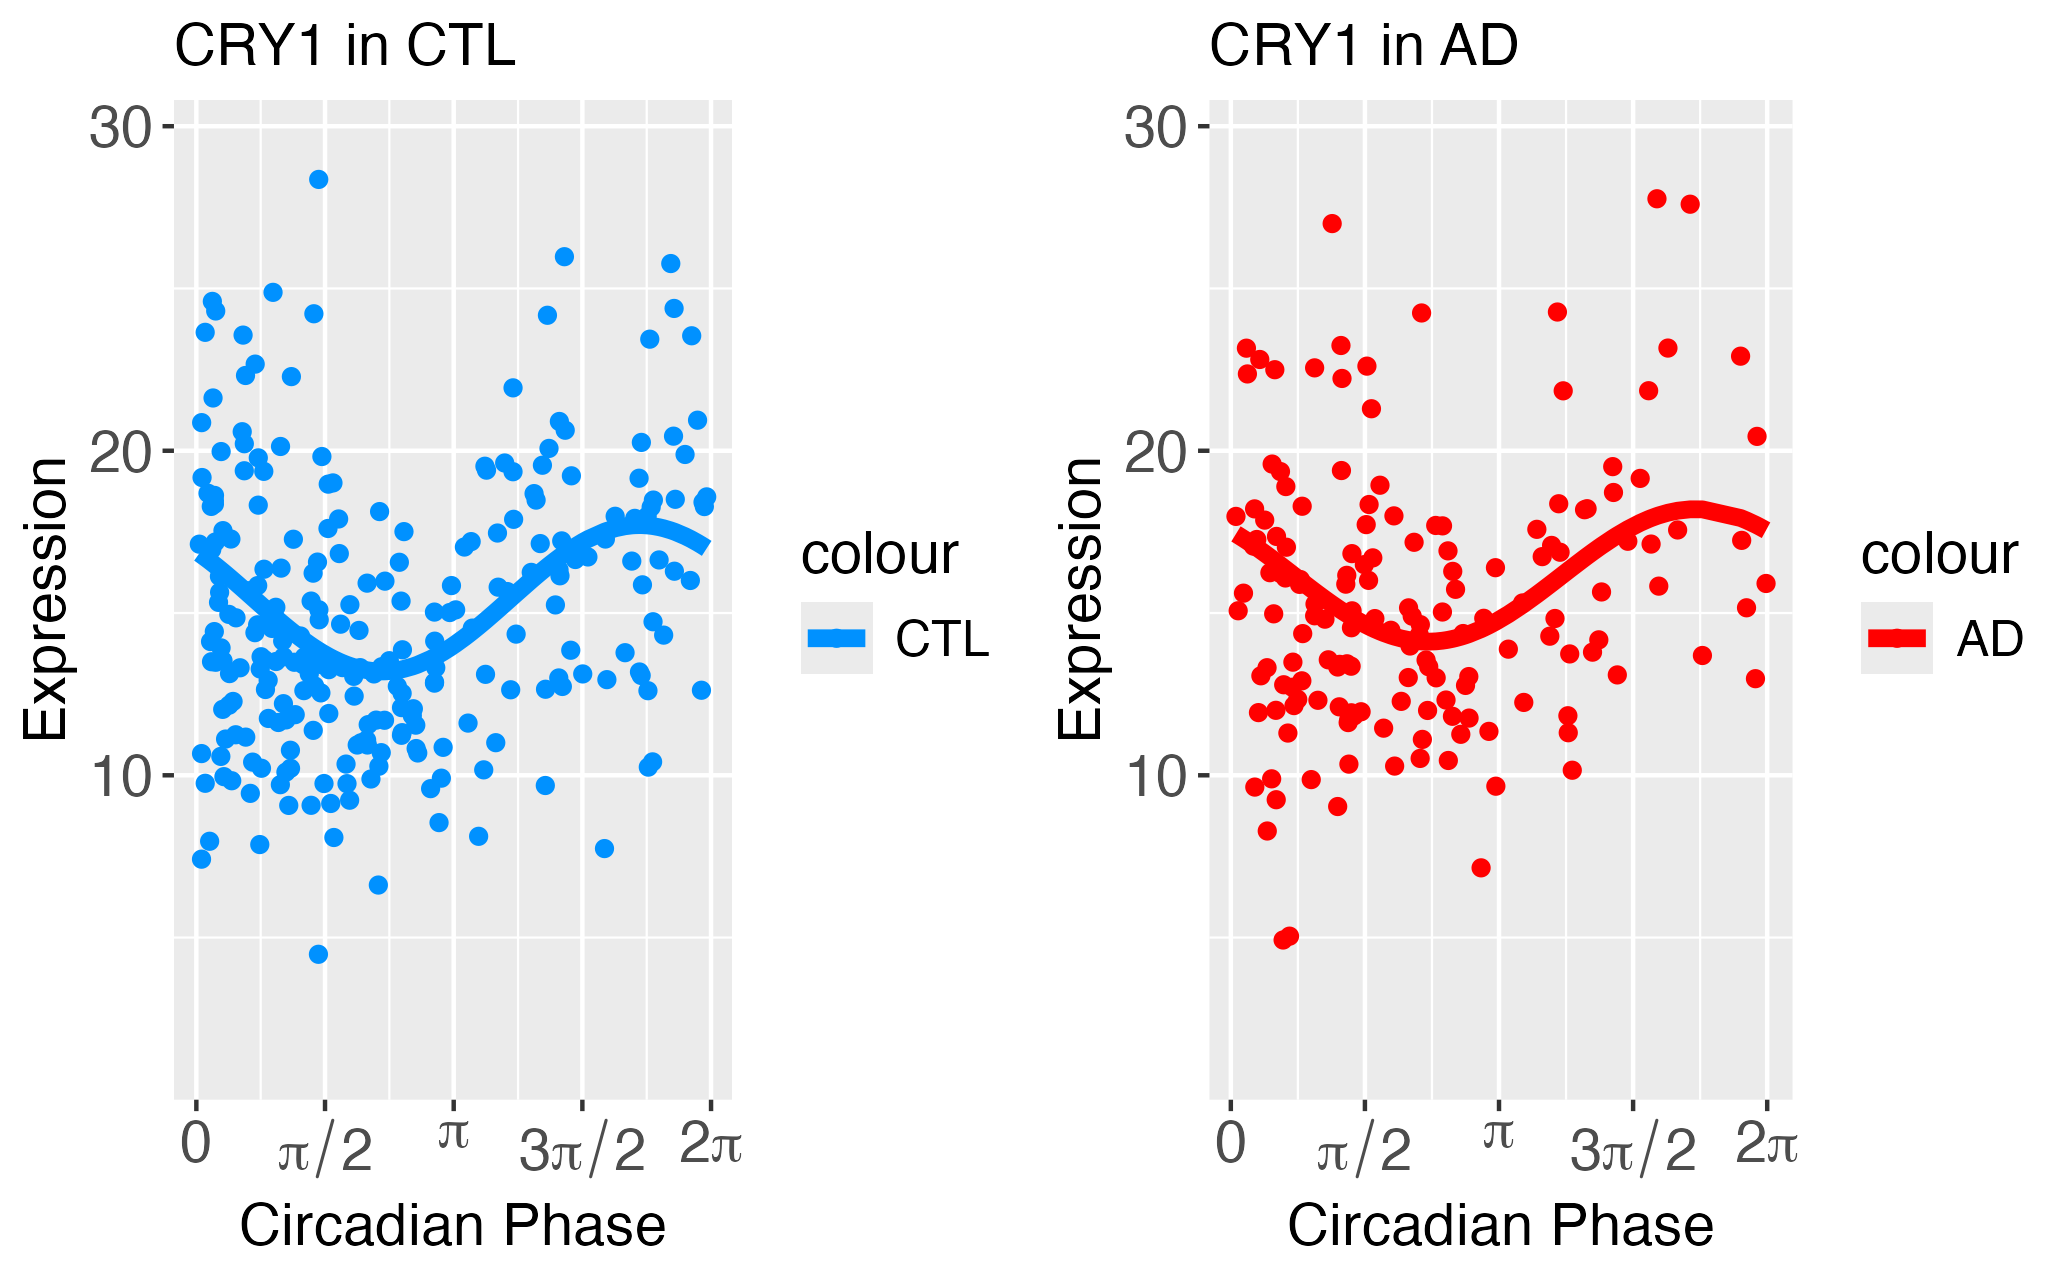 CRY1 in CTL
30
20
10
Expression
0
π/2
π
3π/2
2π
Circadian Phase
colour
CTL
CRY1 in AD
30
20
10
Expression
0
π/2
π
3π/2
2π
Circadian Phase
colour
AD